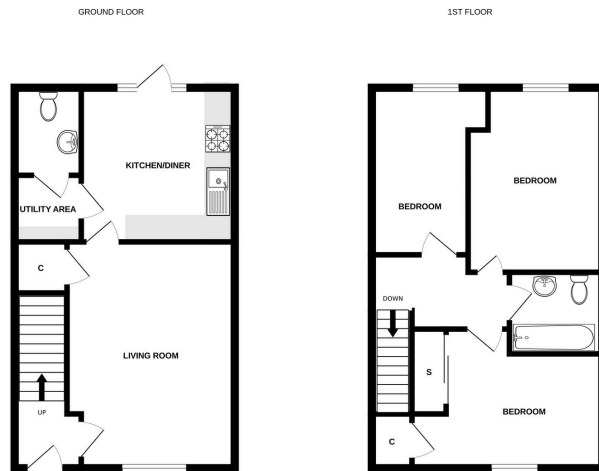 GROUND FLOOR
1ST FLOOR
KITCHEN/DINER
UTILITY AREA
C
LIVING ROOM
UP
BEDROOM
BEDROOM
DOWN
S
BEDROOM
C